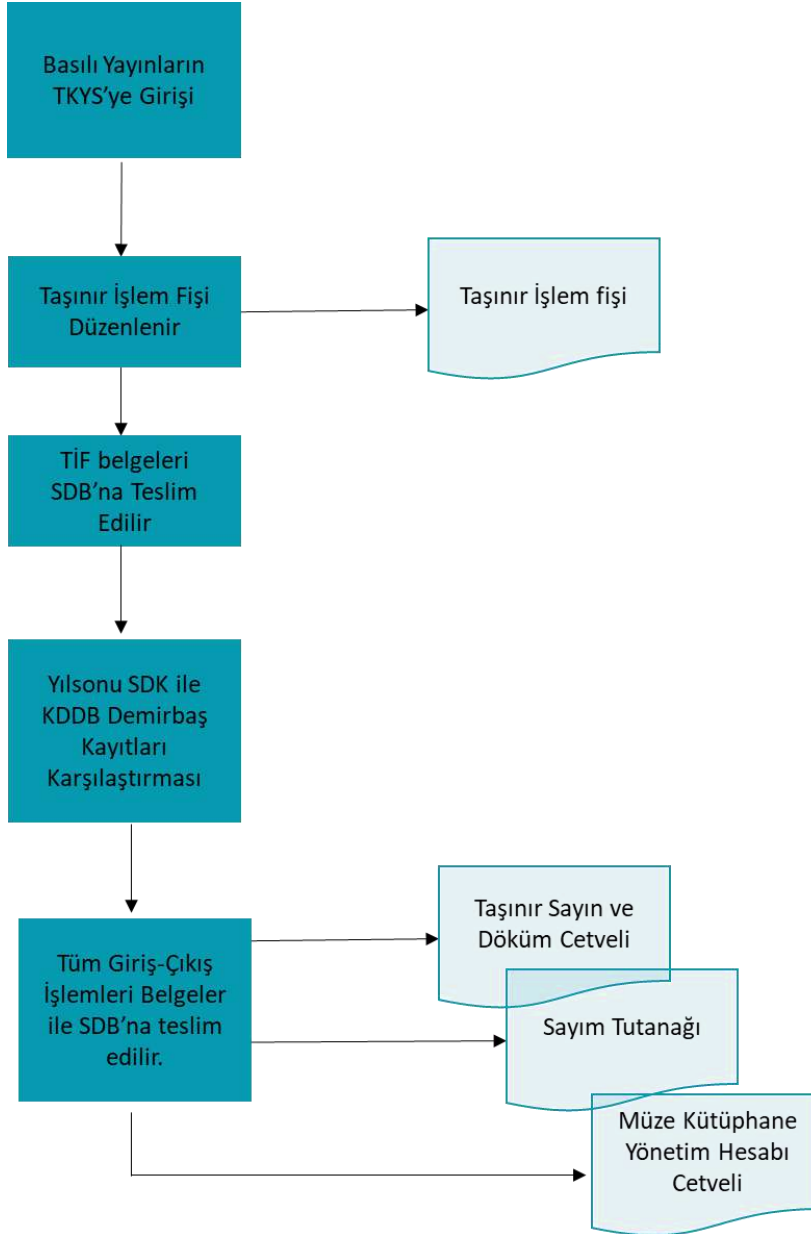 Basılı Yayınların
TKYS'ye Girişi
Taşınır İşlem Fişi
Düzenlenir
Taşınır İşlem fişi
TİF belgeleri
SDB'na Teslim
Edilir
Yılsonu SDK ile
KDDB Demirbaş
Kayıtları
Karşılaştırması
Tüm Giriş-Çıkış
İşlemleri Belgeler
ile SDB'na teslim
edilir.
Taşınır Sayın ve
Döküm Cetveli
Sayım Tutanağı
Müze Kütüphane
Yönetim Hesabı
Cetveli